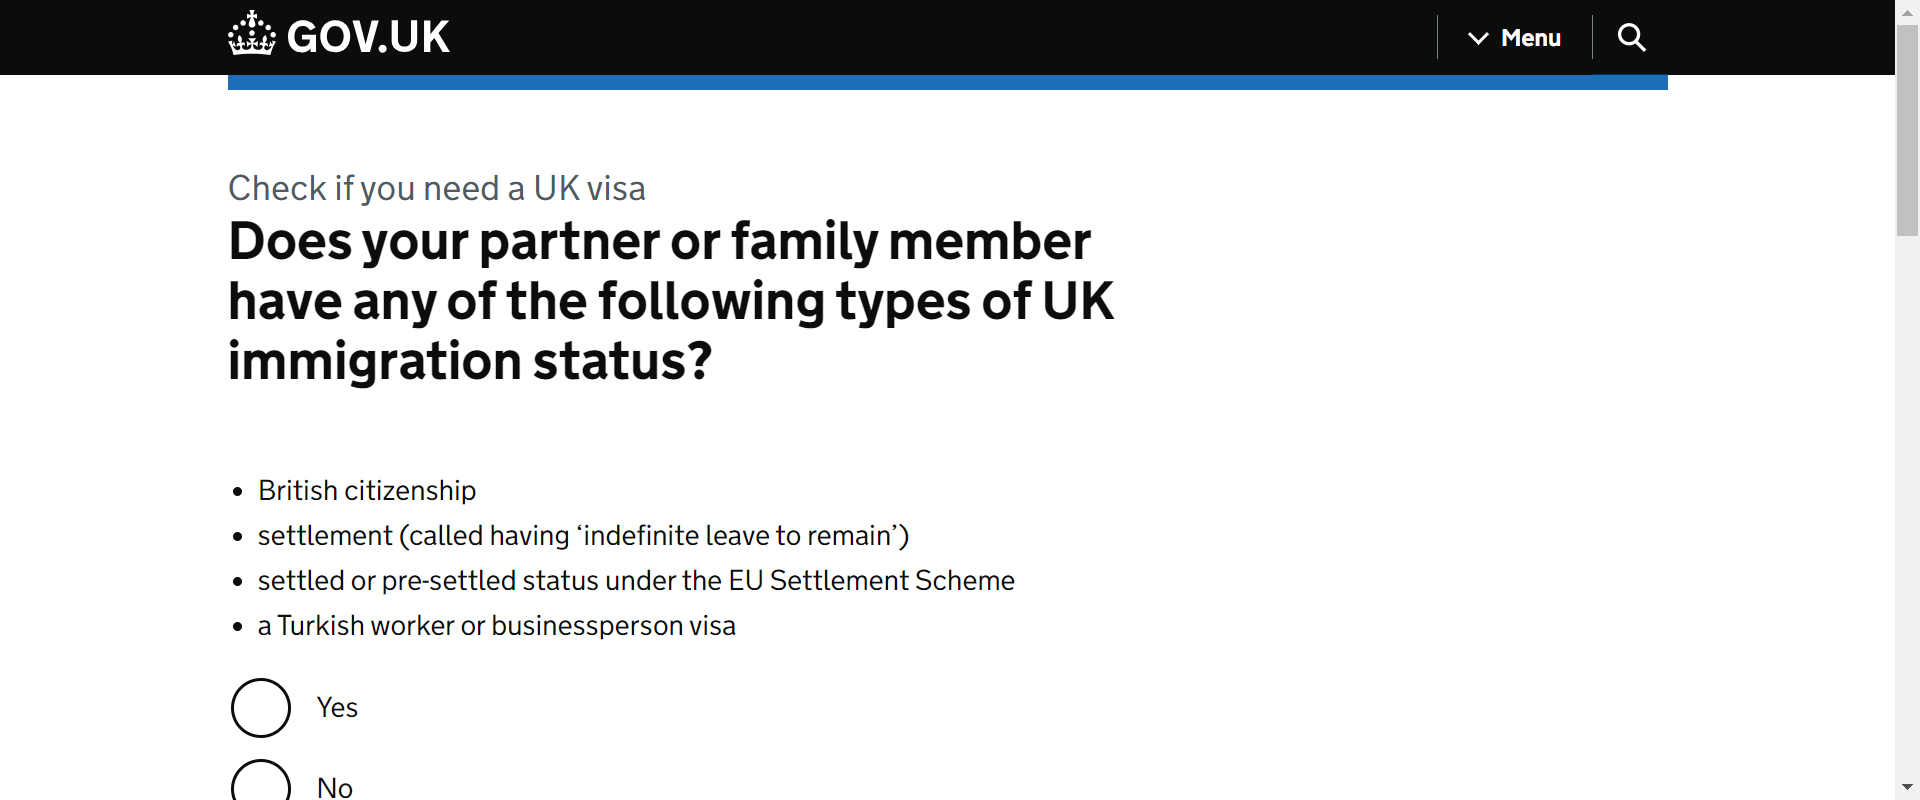 GOV.UK
Menu
Check if you need a UK visa
Does your partner or family member
have any of the following types of UK
immigration status?
• British citizenship
• settlement (called having ‘indefinite leave to remain’)
• settled or pre-settled status under the EU Settlement Scheme
• a Turkish worker or businessperson visa
Yes
No